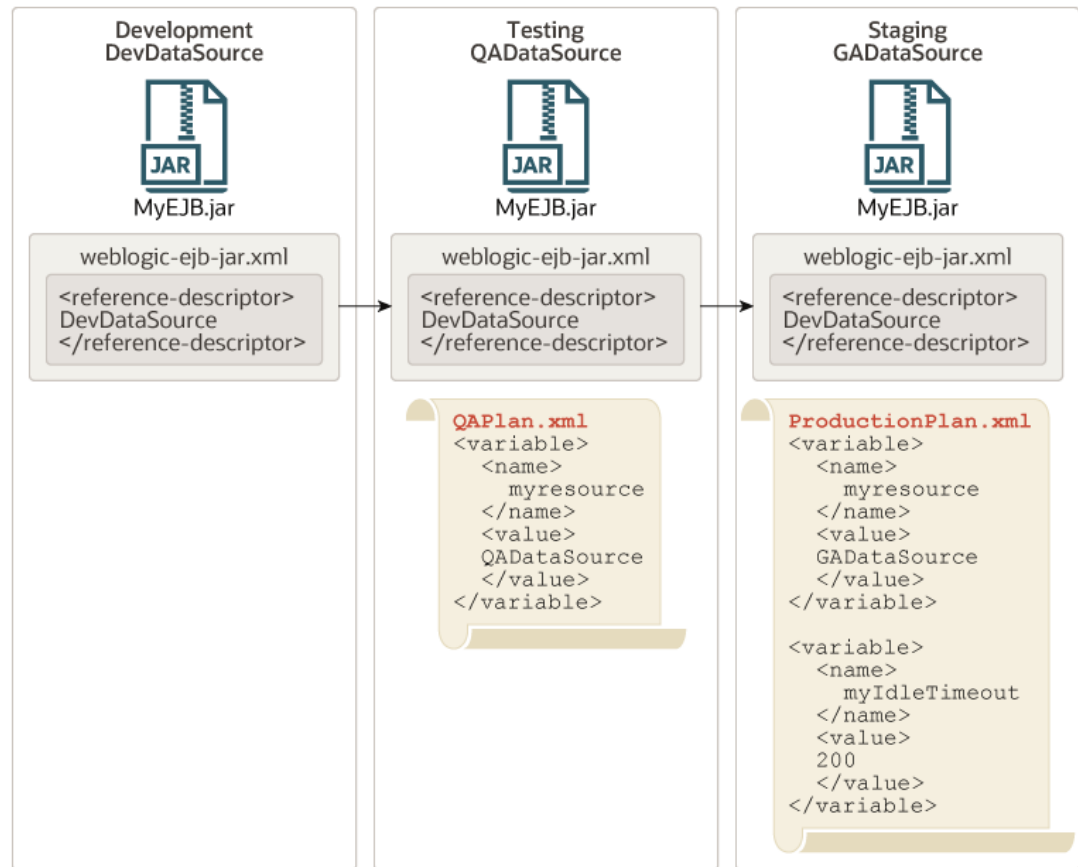 Development
DevDataSource
JAR
MyEJB.jar
weblogic-ejb-jar.xml
<reference-descriptor>
DevDataSource
</reference-descriptor>
Testing
QADataSource
JAR
MyEJB.jar
weblogic-ejb-jar.xml
<reference-descriptor>
DevDataSource
</reference-descriptor>
QAPlan.xml
<variable>
<name>
myresource
</name>
<value>
QADataSource
</value>
</variable>
Staging
GADataSource
JAR
MyEJB.jar
weblogic-ejb-jar.xml
<reference-descriptor>
DevDataSource
</reference-descriptor>
ProductionPlan.xml
<variable>
<name>
myresource
</name>
<value>
GADataSource
</value>
</variable>
<variable>
<name>
myIdleTimeout
</name>
<value>
200
</value>
</variable>